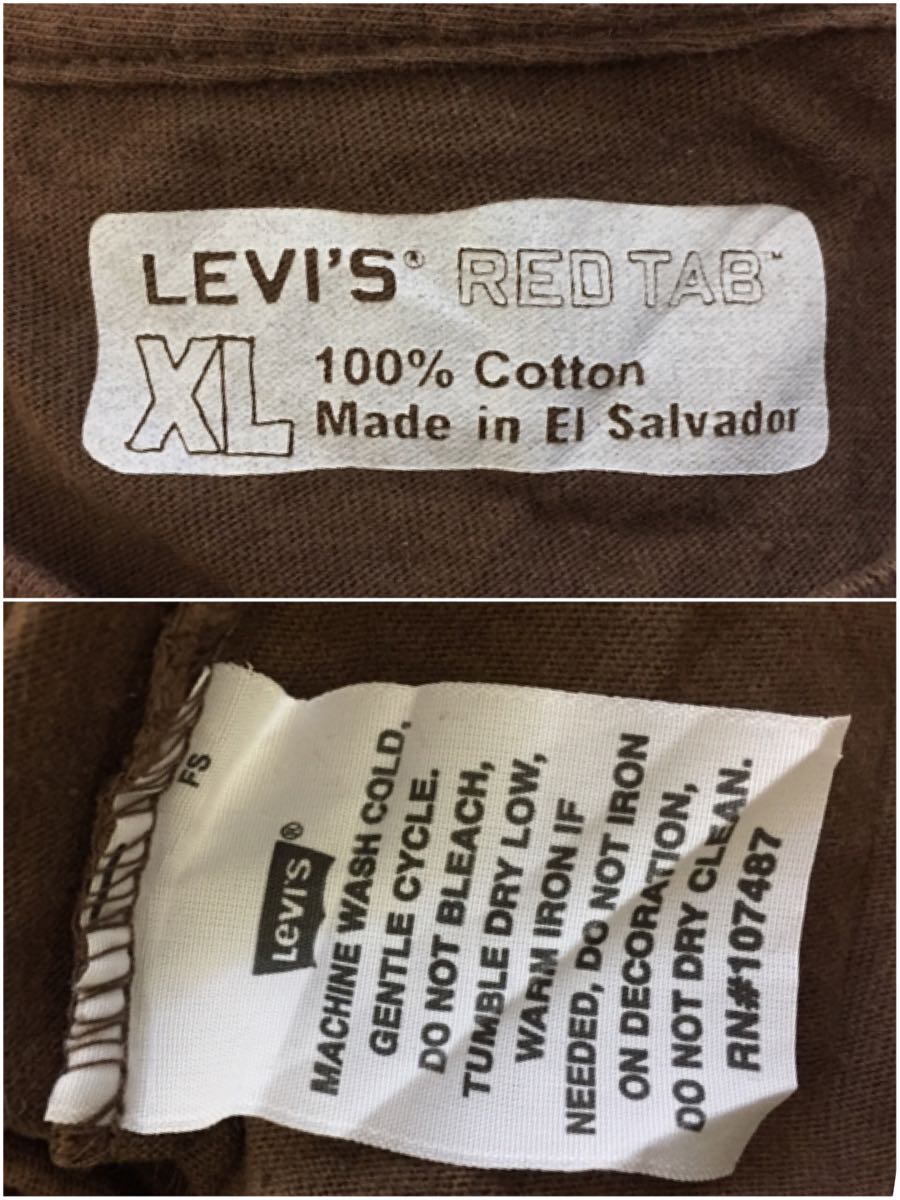 LEVI'S® RED TAB™
XL
100% Cotton
Made in El Salvador
FS
Levi's®
MACHINE WASH COLD,
GENTLE CYCLE.
DO NOT BLEACH,
TUMBLE DRY LOW,
WARM IRON IF
NEEDED, DO NOT IRON
ON DECORATION,
DO NOT DRY CLEAN.
RN#107487